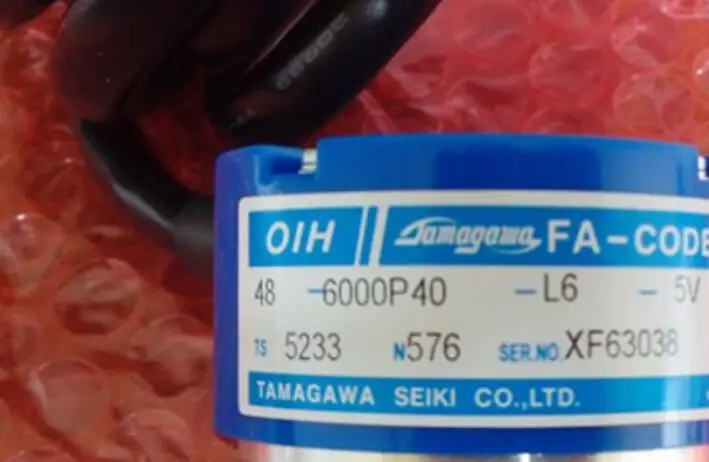 OIH Tamagawa FA-CODE
48 -6000P40 -L6 - 5V
TS 5233 N576 SER.NO. XF63038
TAMAGAWA SEIKI CO.,LTD.